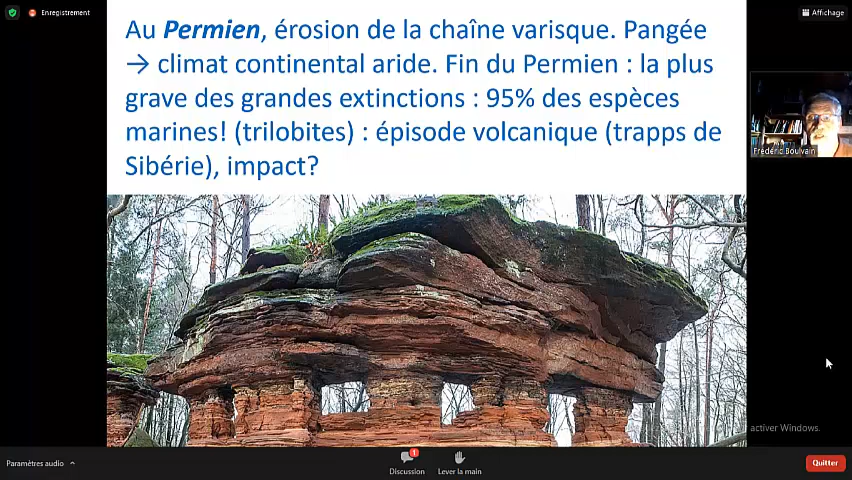 Enregistrement
Affichage
Au Permien, érosion de la chaîne varisque. Pangée
→ climat continental aride. Fin du Permien : la plus
grave des grandes extinctions : 95% des espèces
marines! (trilobites) : épisode volcanique (trapps de
Sibérie), impact?
Frédéric Boulvain
activer Windows.
Paramètres audio
1
Discussion
Lever la main
Quitter